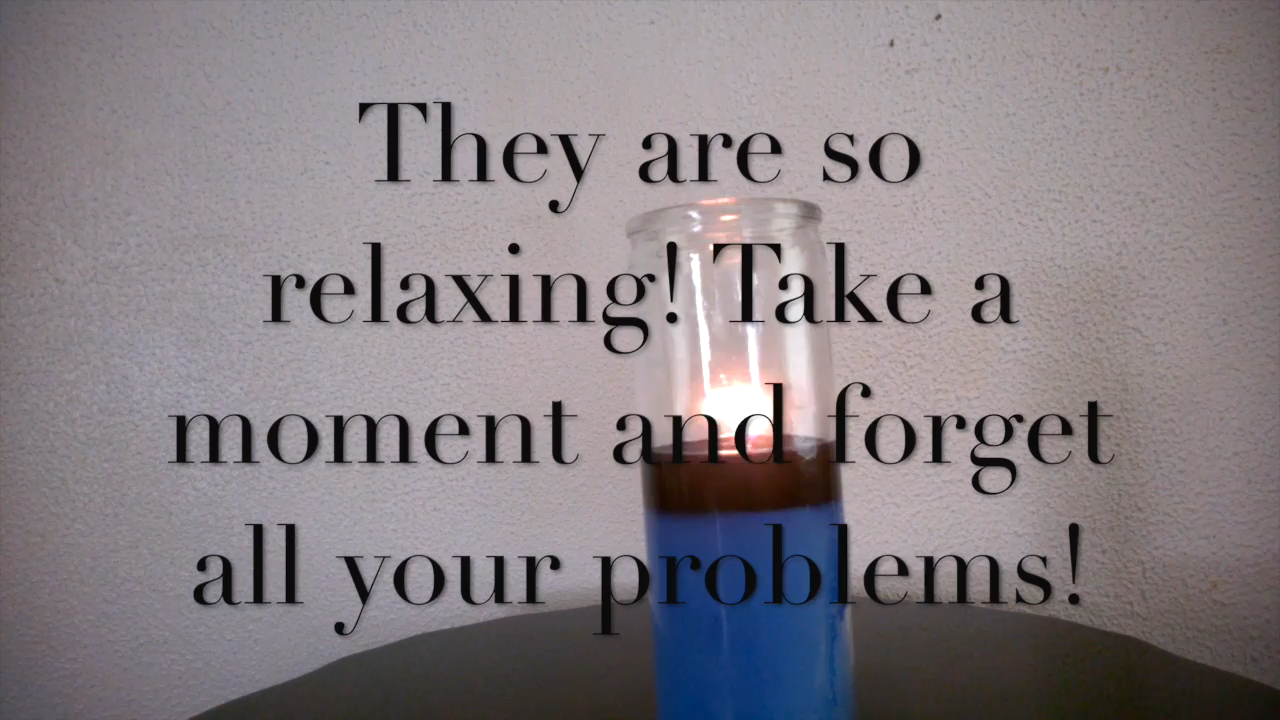 They are so
relaxing! Take a
moment and forget
all your problems!